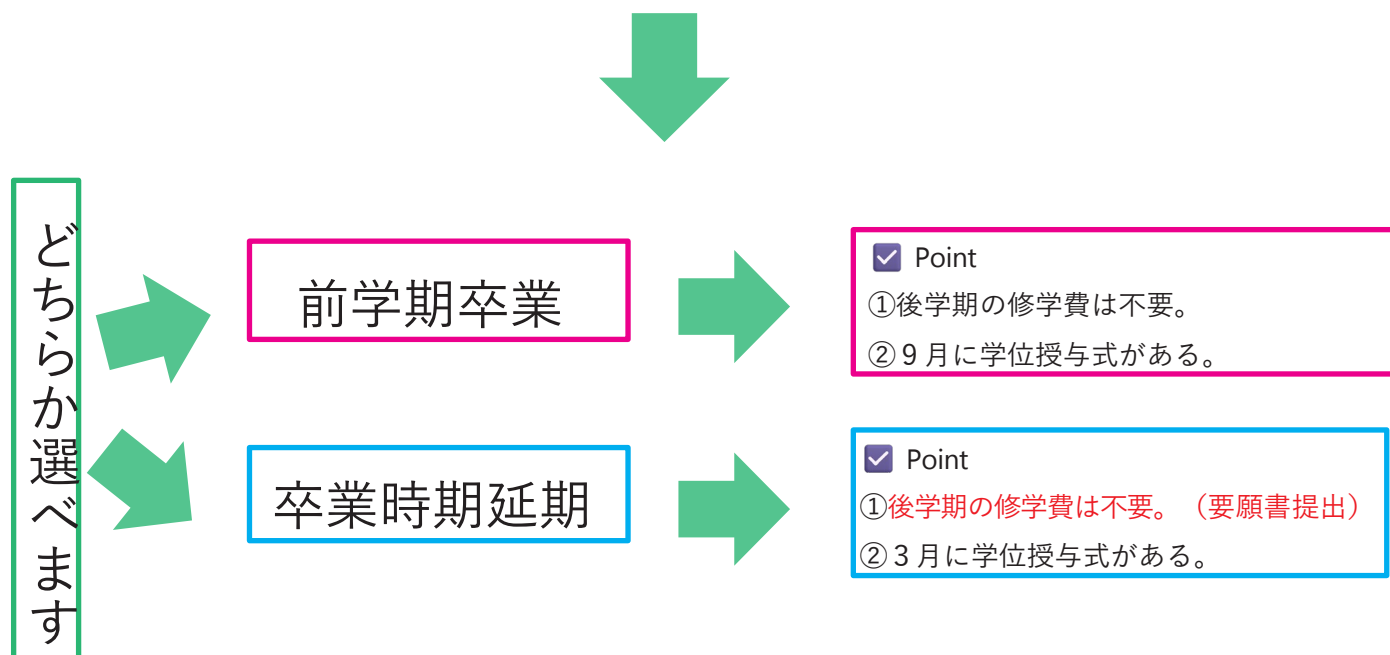 どちらか選べます
前学期卒業
Point
①後学期の修学費は不要。
②９月に学位授与式がある。
卒業時期延期
Point
①後学期の修学費は不要。（要願書提出）
②３月に学位授与式がある。